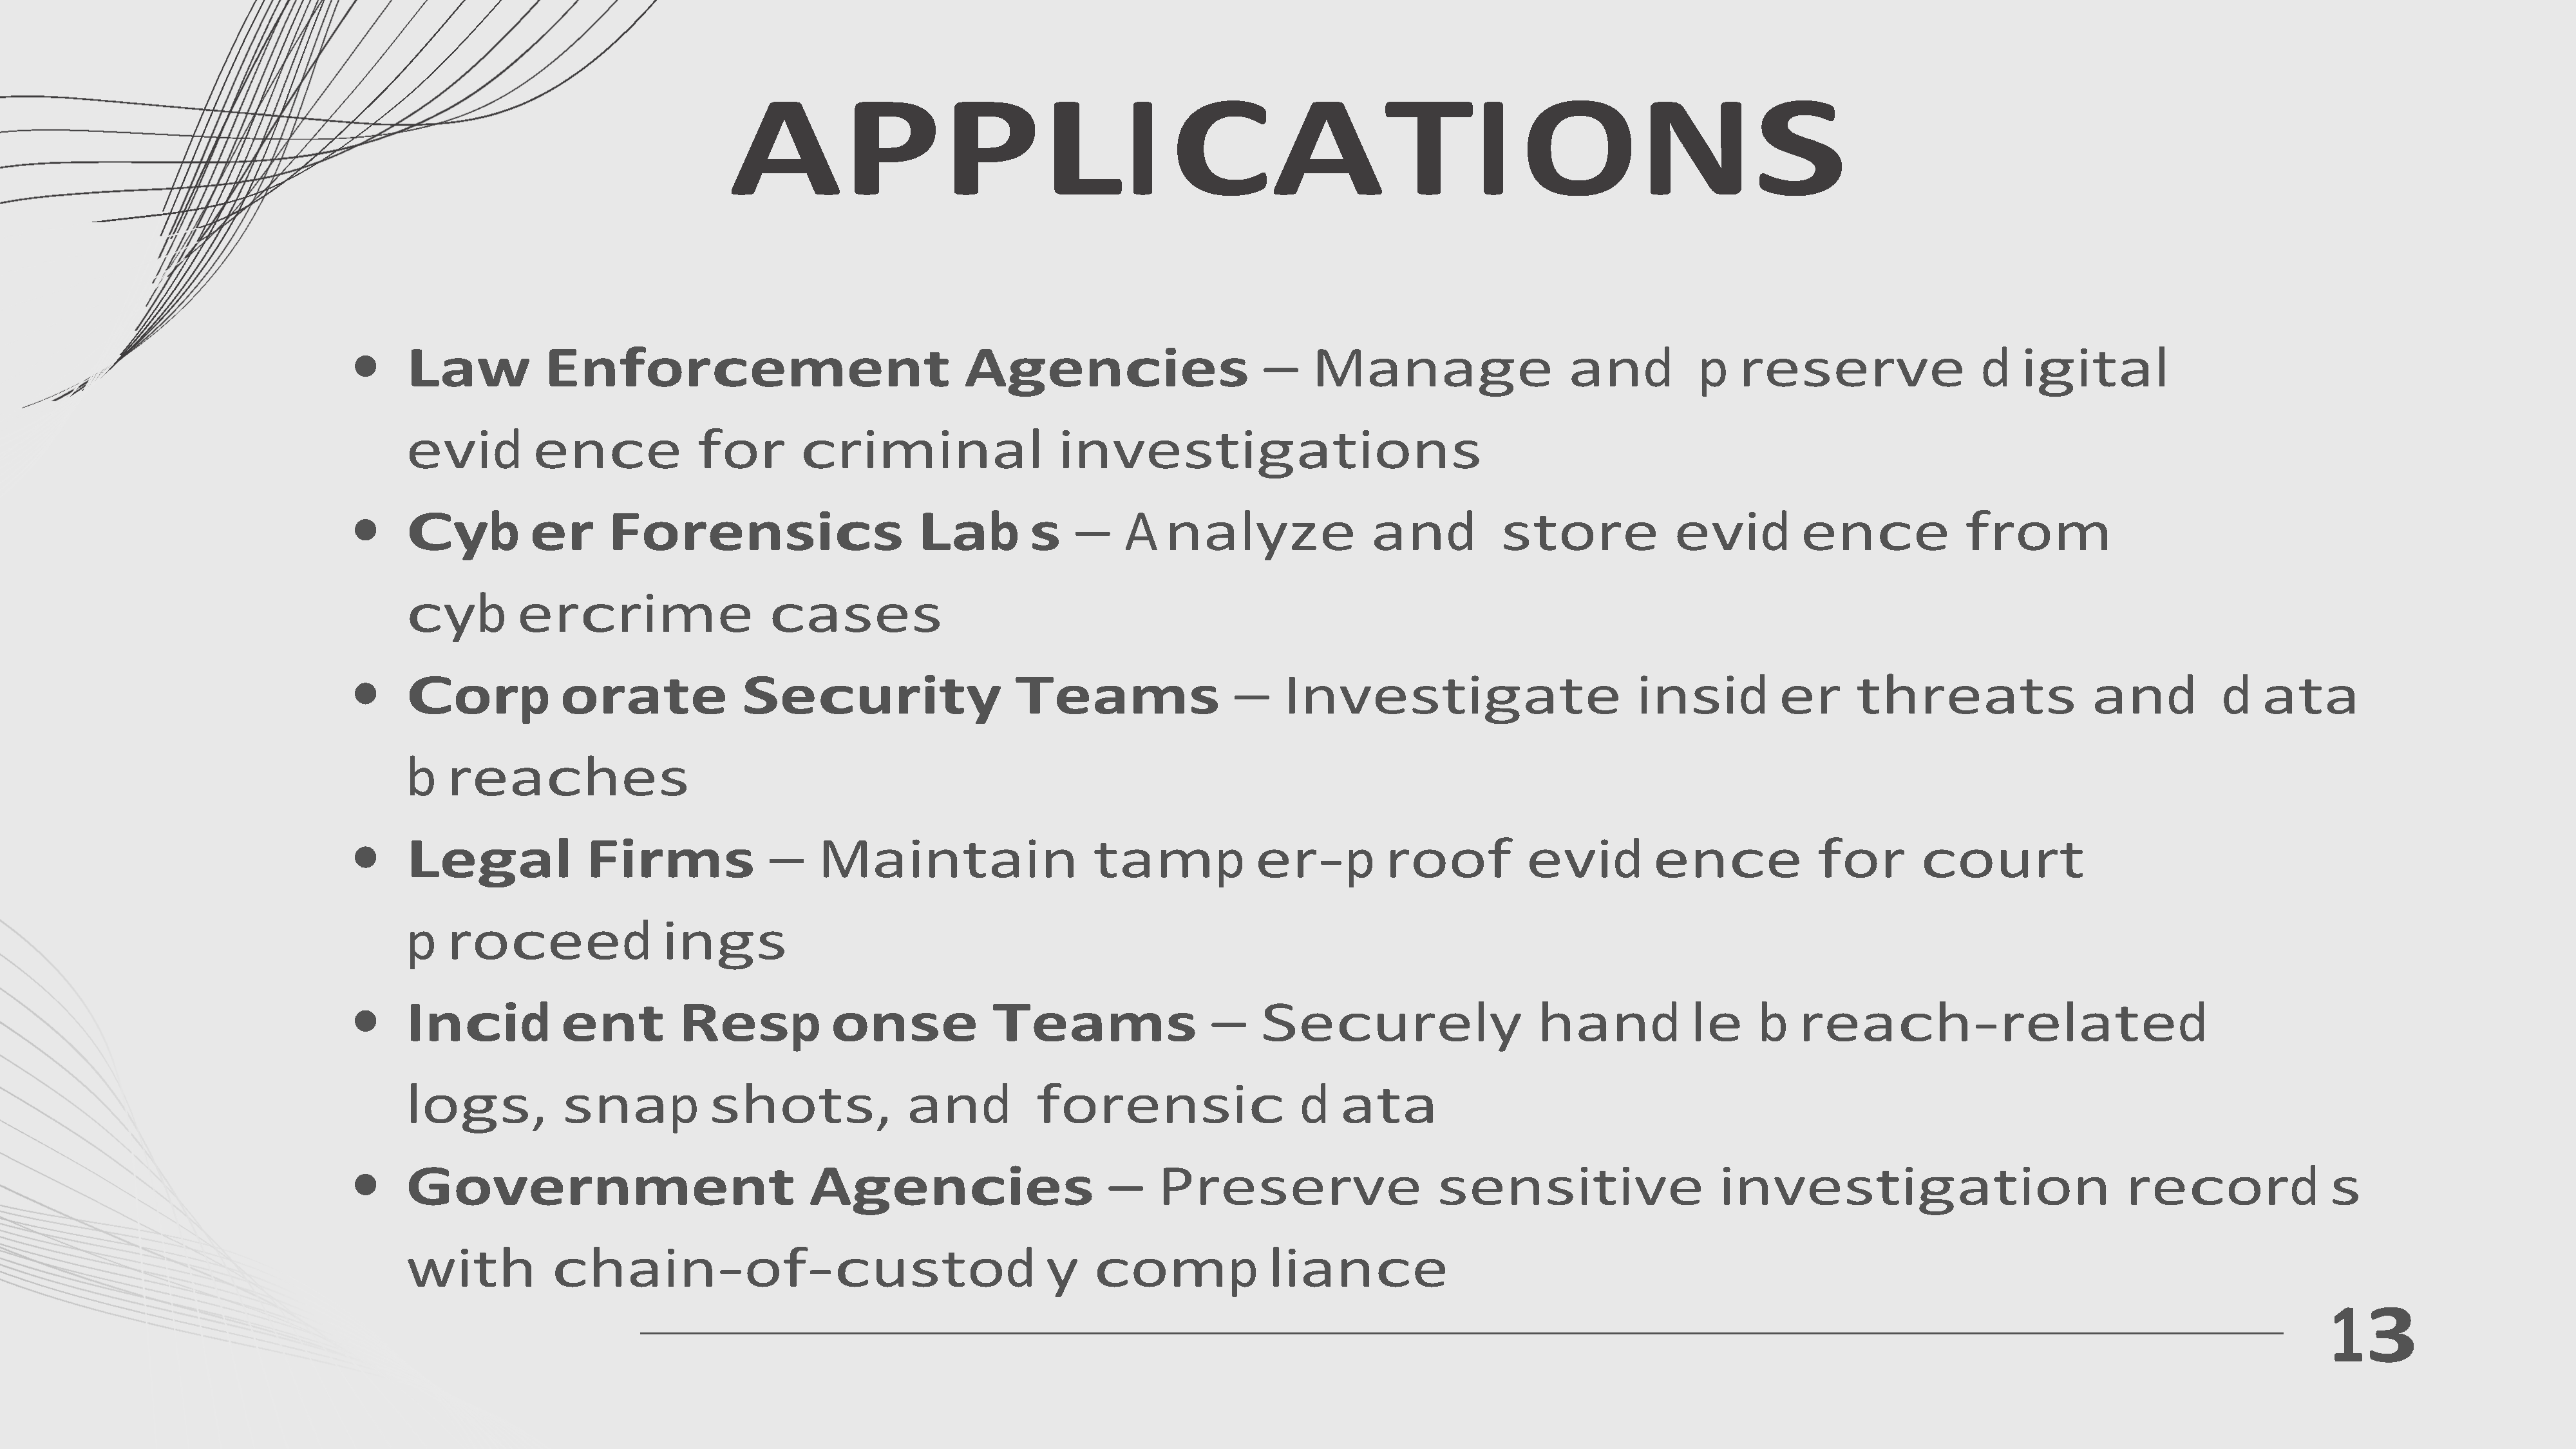 APPLICATIONS
• Law Enforcement Agencies – Manage and preserve digital
evidence for criminal investigations
• Cyber Forensics Labs – Analyze and store evidence from
cybercrime cases
• Corporate Security Teams – Investigate insider threats and data
breaches
• Legal Firms – Maintain tamper-proof evidence for court
proceedings
• Incident Response Teams – Securely handle breach-related
logs, snapshots, and forensic data
• Government Agencies – Preserve sensitive investigation records
with chain-of-custody compliance
13